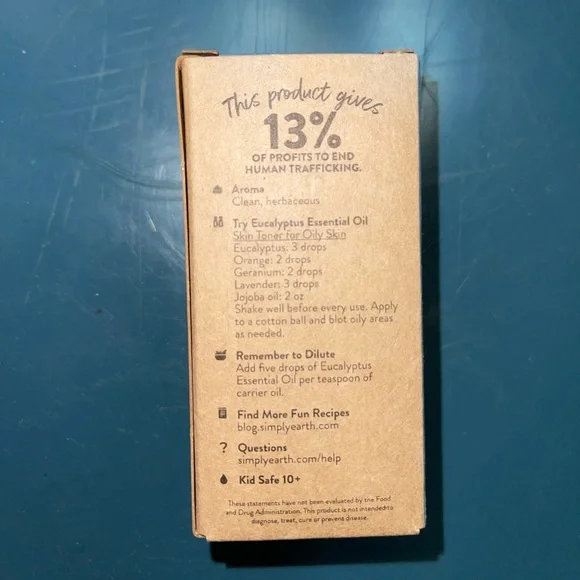 This product gives
13%
OF PROFITS TO END
HUMAN TRAFFICKING.
Aroma
Clean, herbaceous
Try Eucalyptus Essential Oil
Skin Toner for Oily Skin
Eucalyptus: 3 drops
Orange: 2 drops
Geranium: 2 drops
Lavender: 3 drops
Jojoba oil: 2 oz
Shake well before every use. Apply
to a cotton ball and blot oily areas
as needed.
Remember to Dilute
Add five drops of Eucalyptus
Essential Oil per teaspoon of
carrier oil.
Find More Fun Recipes
blog.simplyearth.com
? Questions
simplyearth.com/help
Kid Safe 10+
These statements have not been evaluated by the Food
and Drug Administration. This product is not intended to
diagnose, treat, cure or prevent disease.